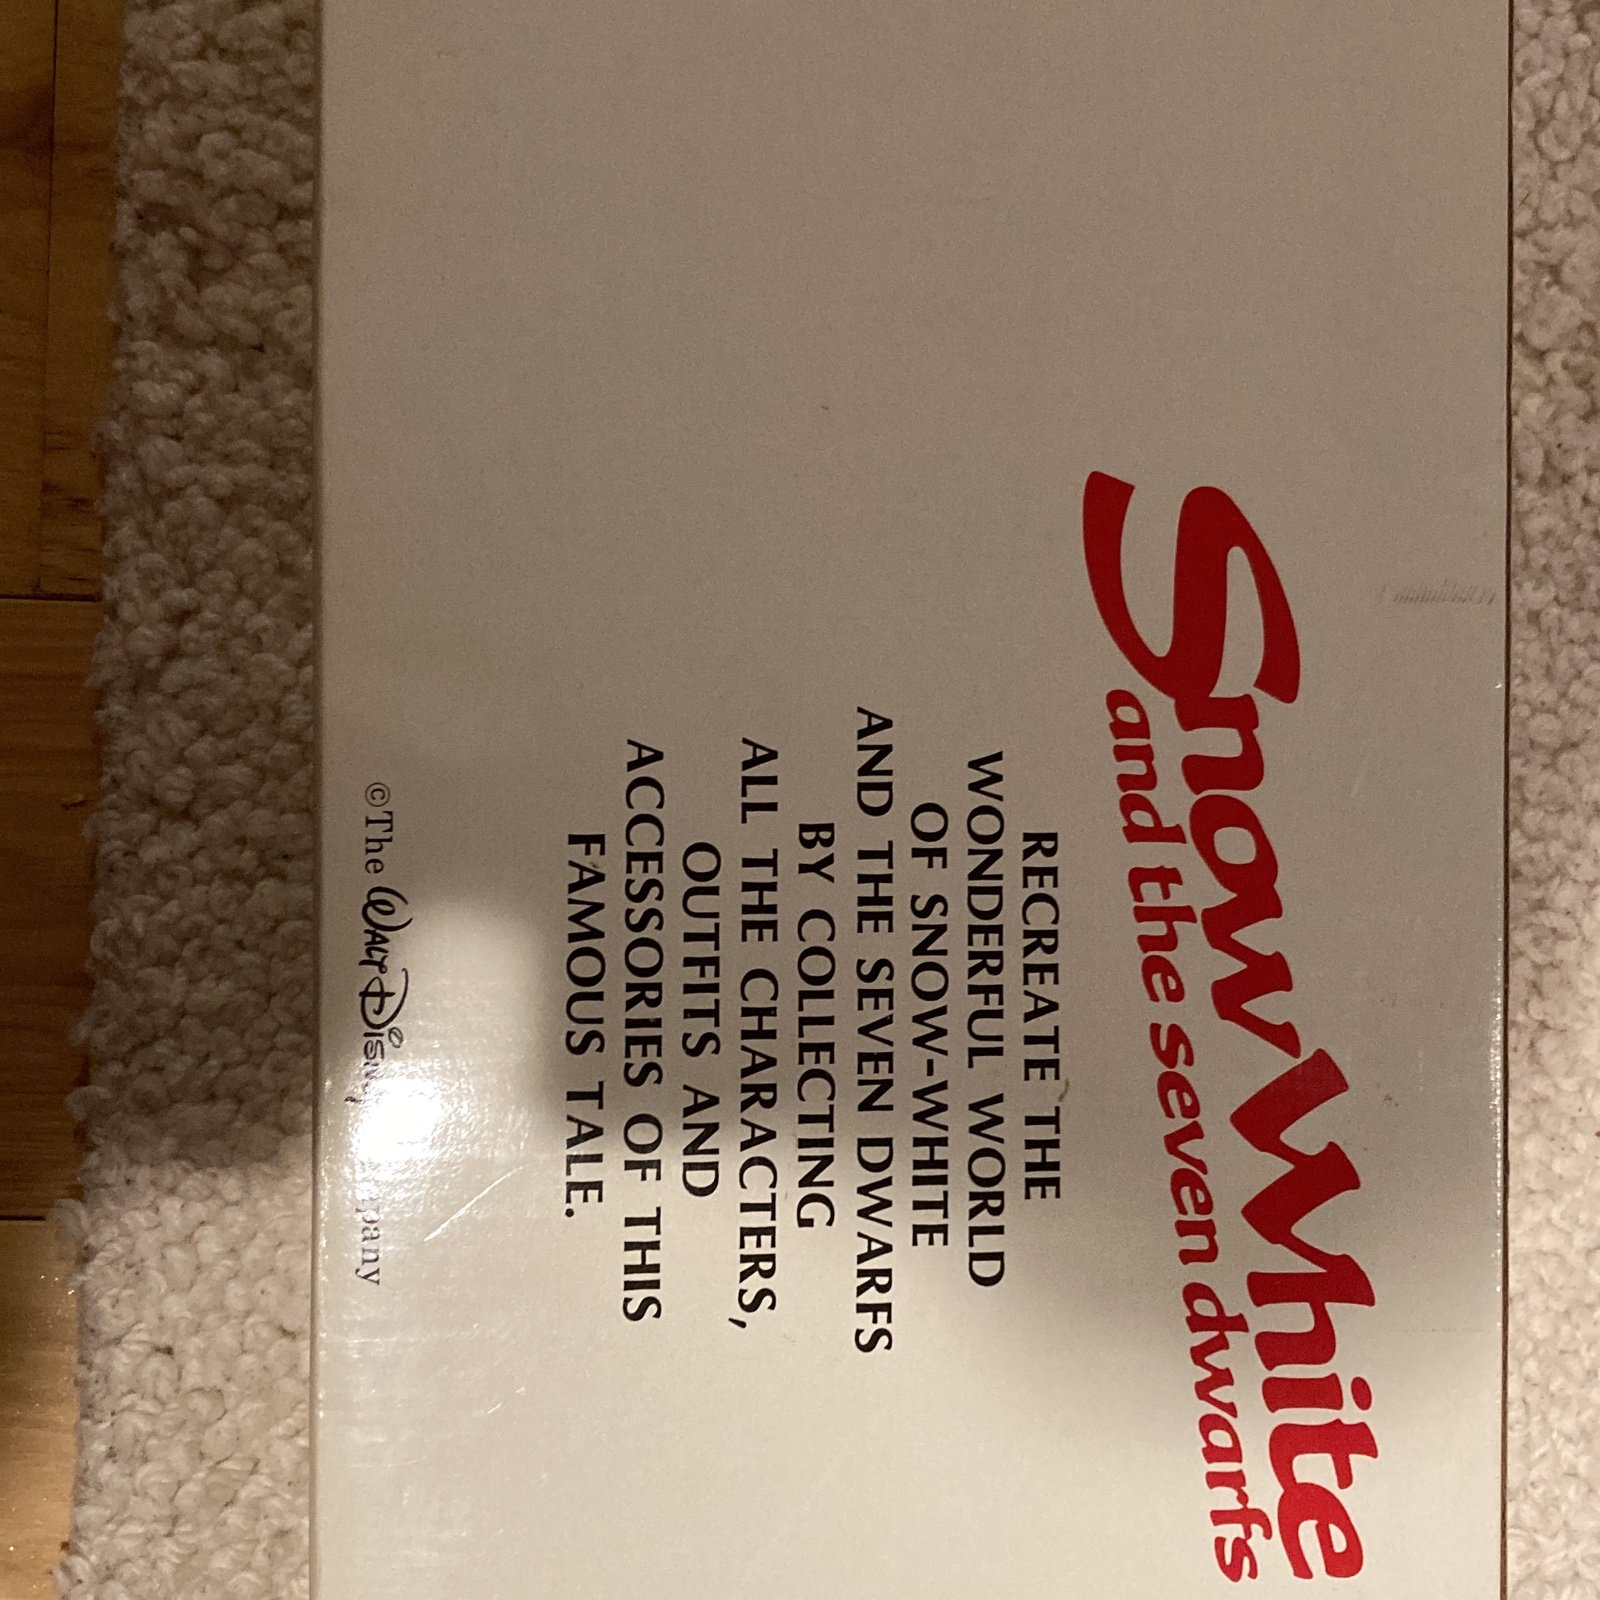 Snow White
and the seven dwarfs
RECREATE THE
WONDERFUL WORLD
OF SNOW-WHITE
AND THE SEVEN DWARFS
BY COLLECTING
ALL THE CHARACTERS,
OUTFITS AND
ACCESSORIES OF THIS
FAMOUS TALE.
©The Walt Disney